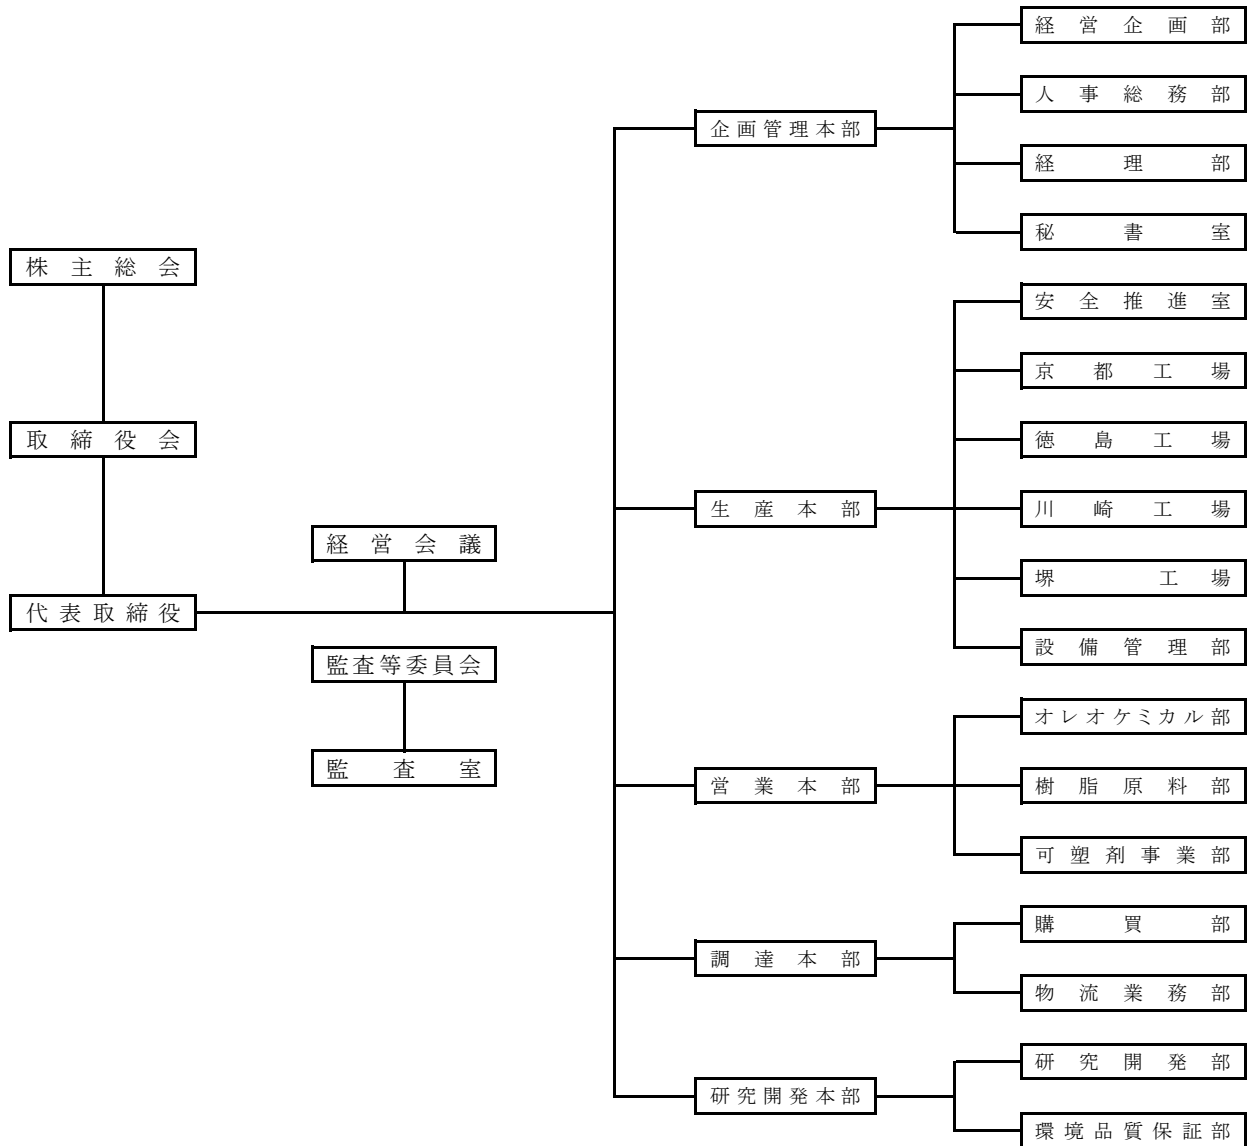 株主総会
取締役会
代表取締役
経営会議
監査等委員会
監査室
企画管理本部
経営企画部
人事総務部
経理部
秘書室
生産本部
安全推進室
京都工場
徳島工場
川崎工場
堺工場
設備管理部
営業本部
オレオケミカル部
樹脂原料部
可塑剤事業部
調達本部
購買部
物流業務部
研究開発本部
研究開発部
環境品質保証部